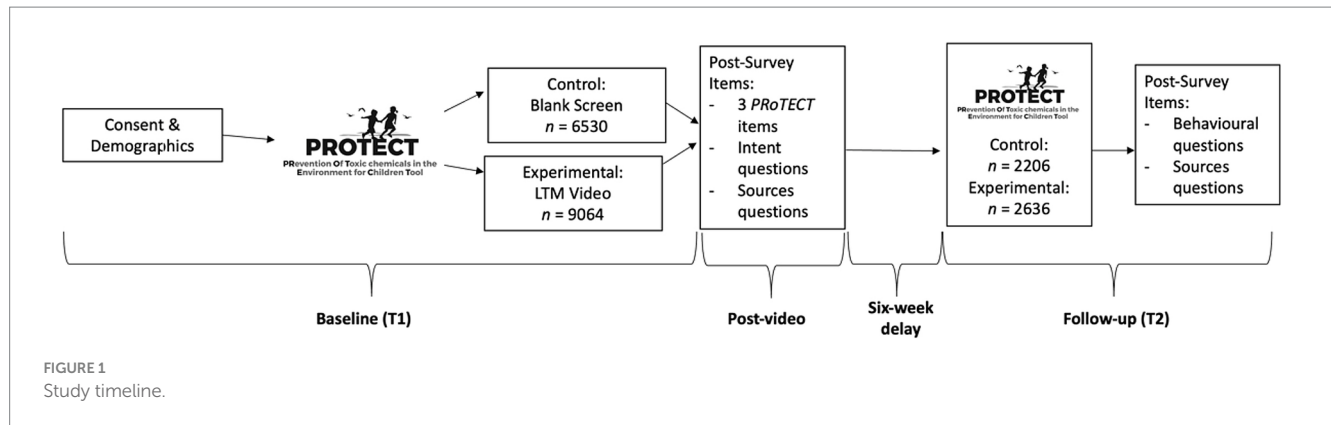 Consent &
Demographics
PROTECT
PRevention Of Toxic chemicals in the
Environment for Children Tool
Control:
Blank Screen
n = 6530
Experimental:
LTM Video
n = 9064
Post-Survey
Items:
- 3 PRoTECT
items
- Intent
questions
- Sources
questions
PROTECT
PRevention Of Toxic chemicals in the
Environment for Children Tool
Control:
n = 2206
Experimental:
n = 2636
Post-Survey
Items:
- Behavioural
questions
- Sources
questions
Baseline (T1)
Post-video
Six-week
delay
Follow-up (T2)
FIGURE 1
Study timeline.